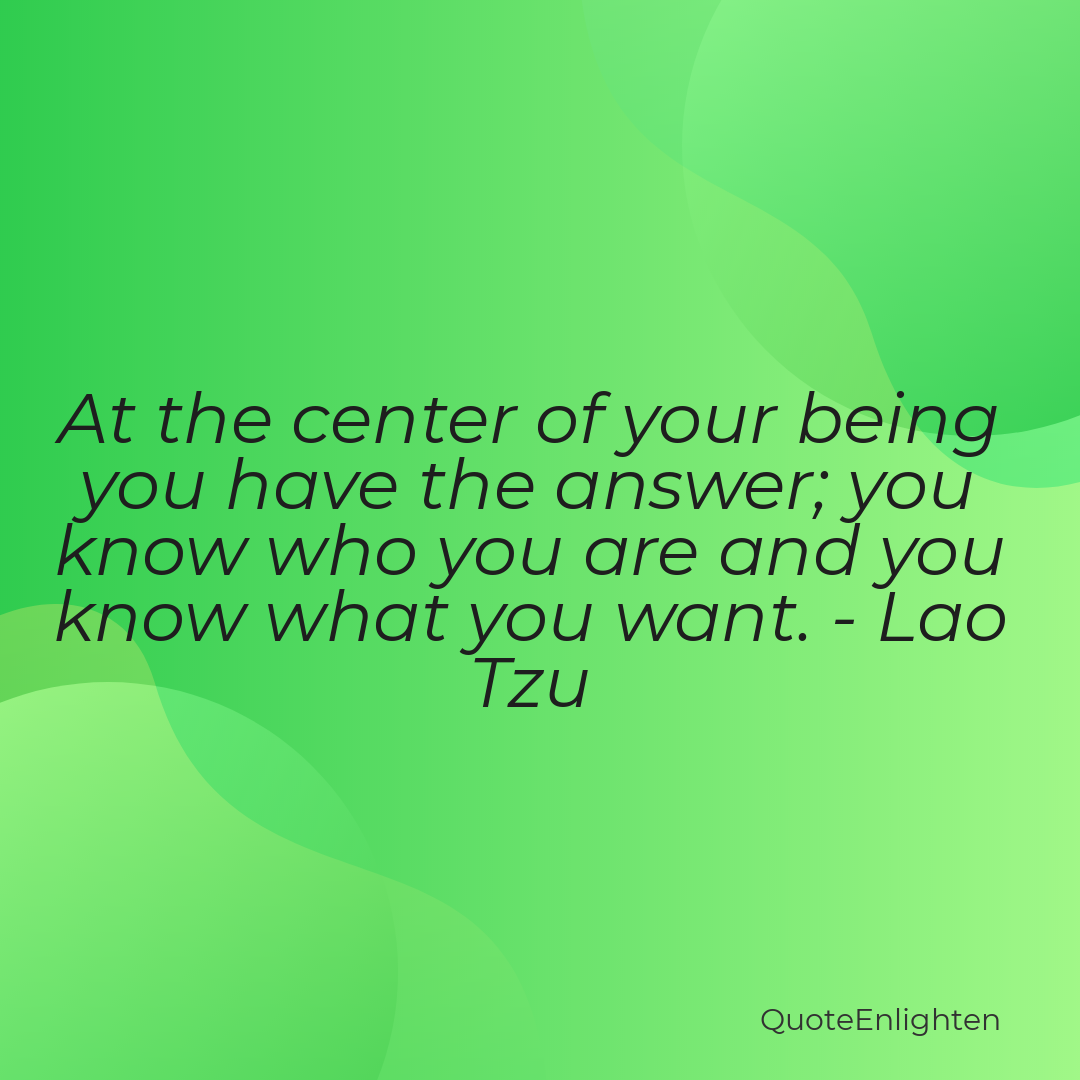 At the center of your being
you have the answer; you
know who you are and you
know what you want. - Lao
Tzu
QuoteEnlighten